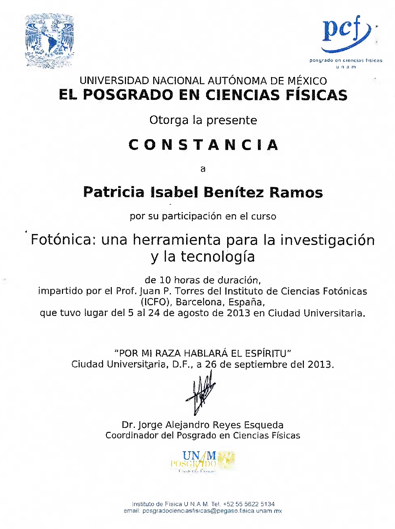 pcf
posgrado en ciencias físicas
u n a m
UNIVERSIDAD NACIONAL AUTÓNOMA DE MÉXICO
EL POSGRADO EN CIENCIAS FÍSICAS
Otorga la presente
C O N S T A N C I A
a
Patricia Isabel Benítez Ramos
por su participación en el curso
Fotónica: una herramienta para la investigación
y la tecnología
de 10 horas de duración,
impartido por el Prof. Juan P. Torres del Instituto de Ciencias Fotónicas
(ICFO), Barcelona, España,
que tuvo lugar del 5 al 24 de agosto de 2013 en Ciudad Universitaria.
"POR MI RAZA HABLARÁ EL ESPÍRITU"
Ciudad Universitaria, D.F., a 26 de septiembre del 2013.
Dr. Jorge Alejandro Reyes Esqueda
Coordinador del Posgrado en Ciencias Físicas
UNAM
POSGRADO
Instituto de Física U N A M Tel. +52 55 5622 5134
email: posgradocienciasfisicas@pegaso.fisica.unam.mx